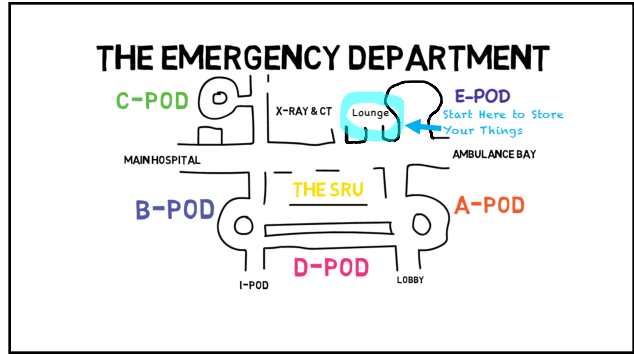 THE EMERGENCY DEPARTMENT
C-POD
X-RAY & CT
Lounge
E-POD
Start Here to Store
Your Things
MAIN HOSPITAL
AMBULANCE BAY
THE SRU
B-POD
A-POD
D-POD
I-POD
LOBBY